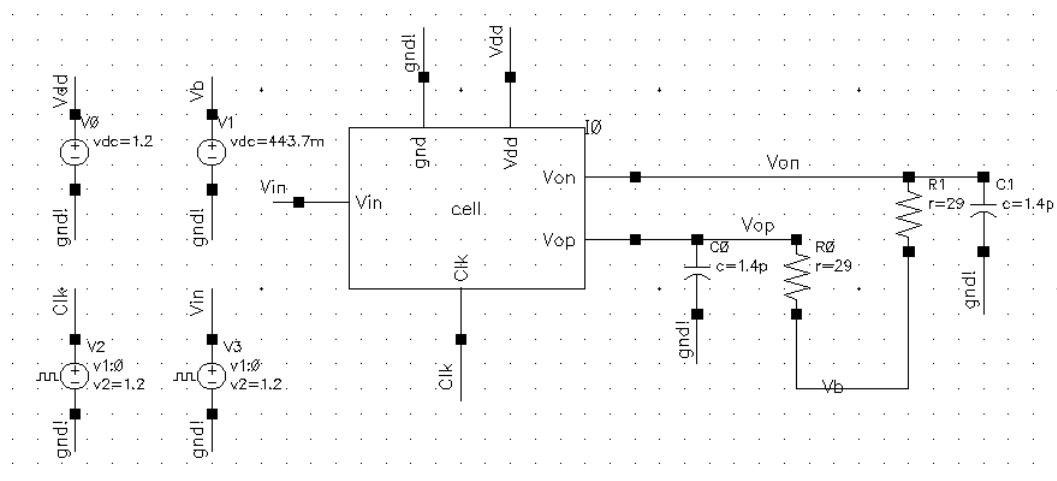 Vdd
V0
vdc=1.2
gnd!
Vb
V1
vdc=443.7m
gnd!
gnd!
Vdd
I0
gnd
Vdd
Vin
Vin
cell
Von
Vop
Clk
Clk
Von
R1
r=29
C1
c=1.4p
gnd!
Vop
C0
c=1.4p
gnd!
R0
r=29
Vb
Clk
V2
v1:0
v2=1.2
gnd!
Vin
V3
v1:0
v2=1.2
gnd!